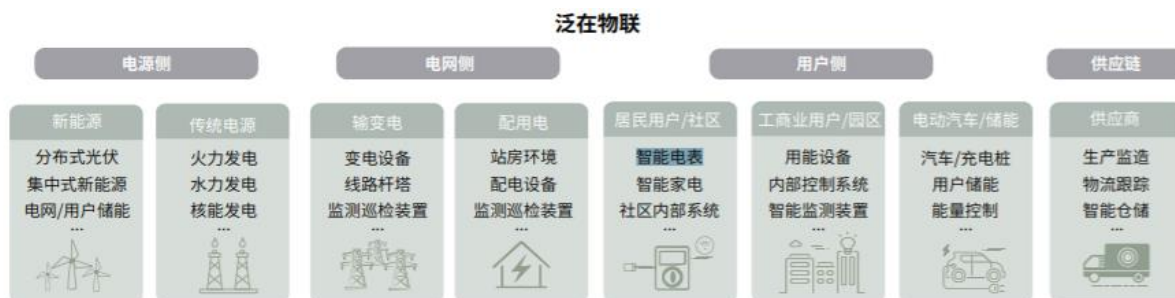 泛在物联
电源侧
电网侧
用户侧
供应链
新能源
分布式光伏
集中式新能源
电网/用户储能
...
传统电源
火力发电
水力发电
核能发电
...
输变电
变电设备
线路杆塔
监测巡检装置
...
配用电
站房环境
配电设备
监测巡检装置
...
居民用户/社区
智能电表
智能家电
社区内部系统
...
工商业用户/园区
用能设备
内部控制系统
智能监测装置
...
电动汽车/储能
汽车/充电桩
用户储能
能量控制
...
供应商
生产监造
物流跟踪
智能仓储
...